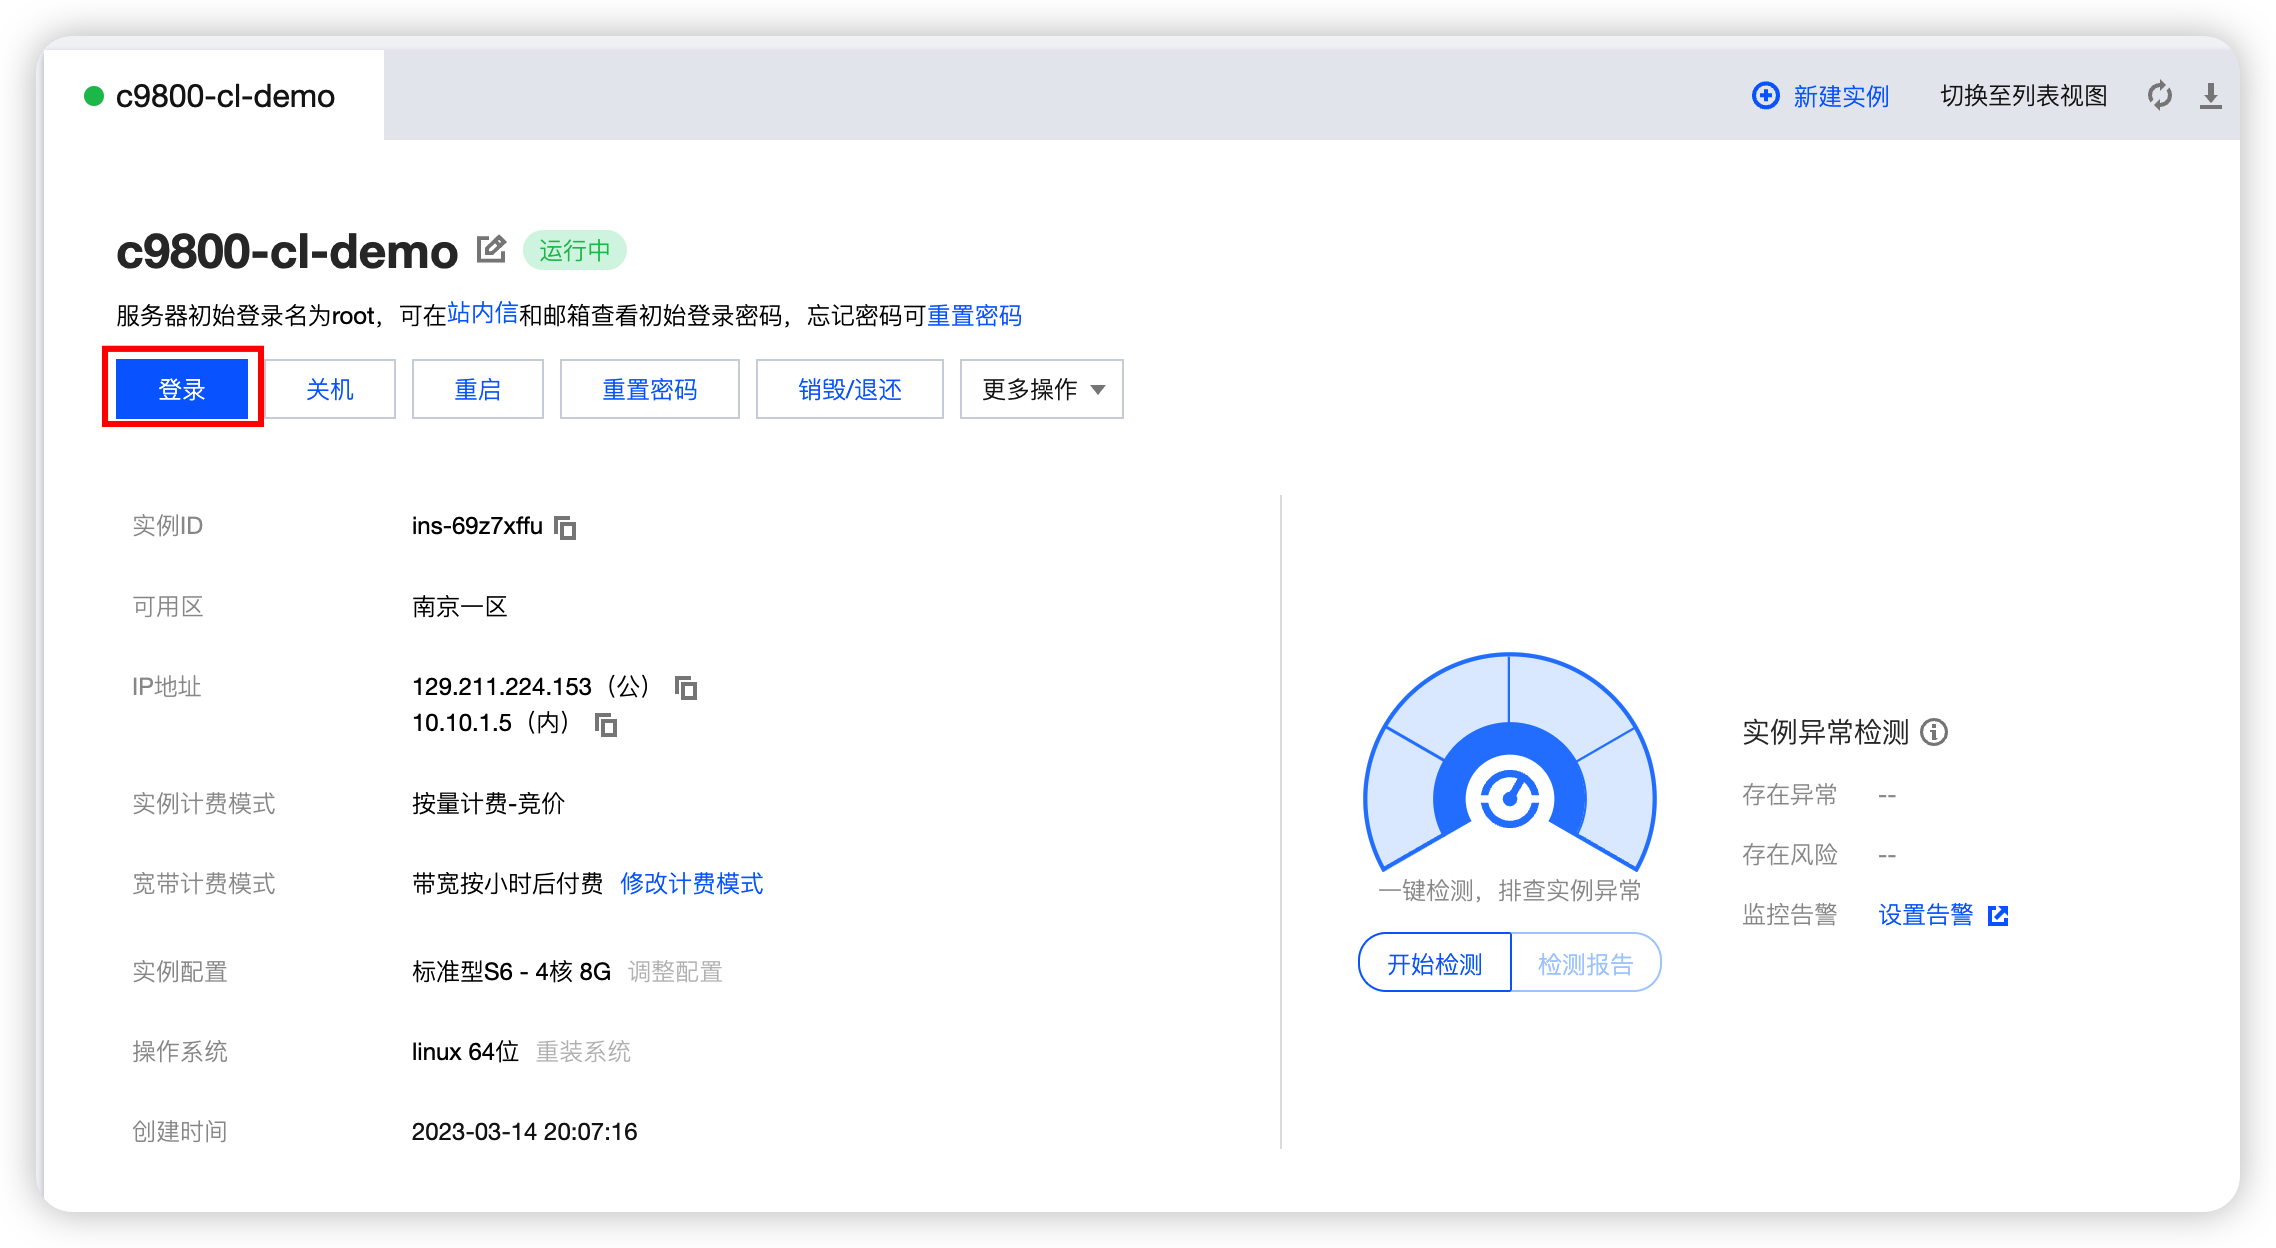 c9800-cl-demo
新建实例 切换至列表视图
c9800-cl-demo 运行中
服务器初始登录名为root，可在站内信和邮箱查看初始登录密码，忘记密码可重置密码
登录 关机 重启 重置密码 销毁/退还 更多操作
实例ID ins-69z7xffu
可用区 南京一区
IP地址 129.211.224.153（公）
10.10.1.5（内）
实例计费模式 按量计费-竞价
宽带计费模式 带宽按小时后付费 修改计费模式
实例配置 标准型S6 - 4核 8G 调整配置
操作系统 linux 64位 重装系统
创建时间 2023-03-14 20:07:16
一键检测，排查实例异常
开始检测 检测报告
实例异常检测
存在异常 --
存在风险 --
监控告警 设置告警